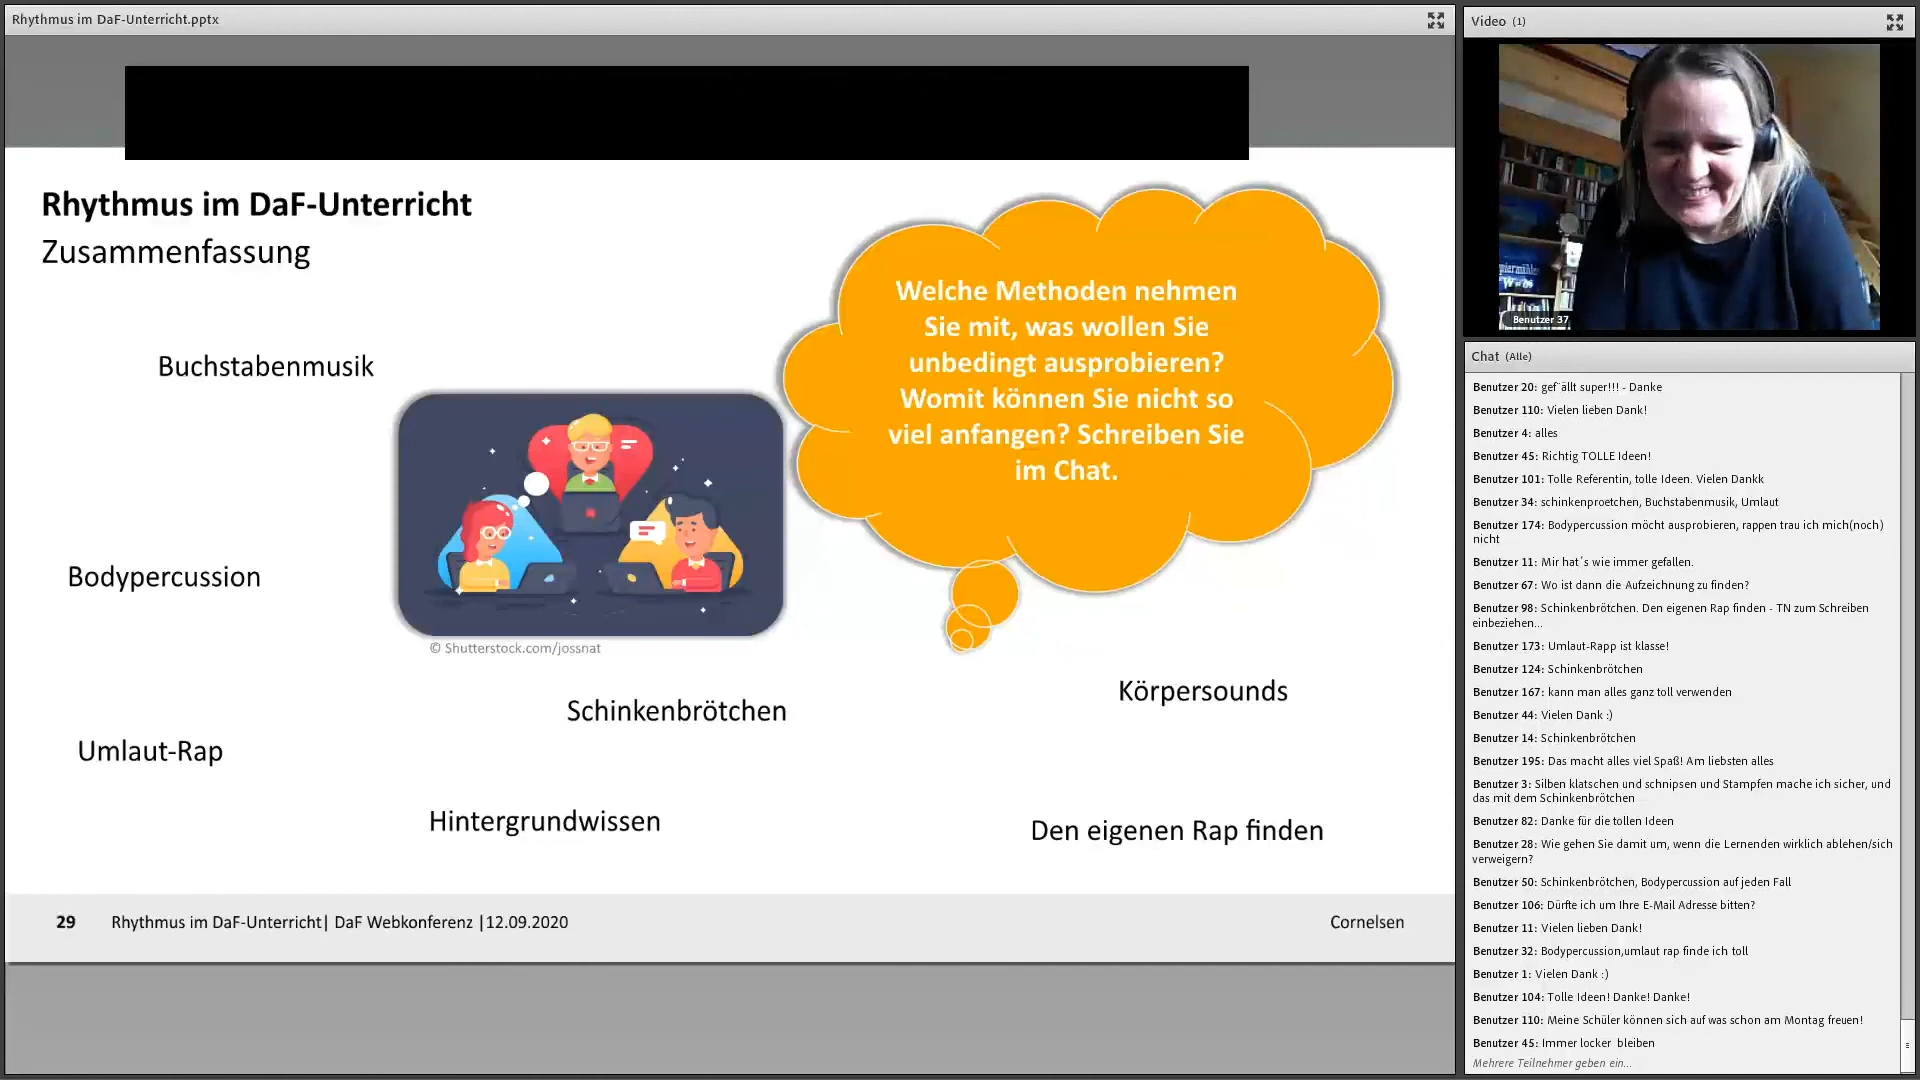 Rhythmus im DaF-Unterricht.pptx
Rhythmus im DaF-Unterricht
Zusammenfassung
Welche Methoden nehmen
Sie mit, was wollen Sie
unbedingt ausprobieren?
Womit können Sie nicht so
viel anfangen? Schreiben Sie
im Chat.
Buchstabenmusik
Bodypercussion
© Shutterstock.com/jossnat
Schinkenbrötchen
Körpersounds
Umlaut-Rap
Hintergrundwissen
Den eigenen Rap finden
29 Rhythmus im DaF-Unterricht| DaF Webkonferenz |12.09.2020
Cornelsen
Video (1)
Benutzer 37
Chat (Alle)
Benutzer 20: gef¨ällt super!!! - Danke
Benutzer 110: Vielen lieben Dank!
Benutzer 4: alles
Benutzer 45: Richtig TOLLE Ideen!
Benutzer 101: Tolle Referentin, tolle Ideen. Vielen Dankk
Benutzer 34: schinkenproetchen, Buchstabenmusik, Umlaut
Benutzer 174: Bodypercussion möcht ausprobieren, rappen trau ich mich(noch)
nicht
Benutzer 11: Mir hat´s wie immer gefallen.
Benutzer 67: Wo ist dann die Aufzeichnung zu finden?
Benutzer 98: Schinkenbrötchen. Den eigenen Rap finden - TN zum Schreiben
einbeziehen...
Benutzer 173: Umlaut-Rapp ist klasse!
Benutzer 124: Schinkenbrötchen
Benutzer 167: kann man alles ganz toll verwenden
Benutzer 44: Vielen Dank :)
Benutzer 14: Schinkenbrötchen
Benutzer 195: Das macht alles viel Spaß! Am liebsten alles
Benutzer 3: Silben klatschen und schnipsen und Stampfen mache ich sicher, und
das mit dem Schinkenbrötchen
Benutzer 82: Danke für die tollen Ideen
Benutzer 28: Wie gehen Sie damit um, wenn die Lernenden wirklich ablehen/sich
verweigern?
Benutzer 50: Schinkenbrötchen, Bodypercussion auf jeden Fall
Benutzer 106: Dürfte ich um Ihre E-Mail Adresse bitten?
Benutzer 11: Vielen lieben Dank!
Benutzer 32: Bodypercussion,umlaut rap finde ich toll
Benutzer 1: Vielen Dank :)
Benutzer 104: Tolle Ideen! Danke! Danke!
Benutzer 110: Meine Schüler können sich auf was schon am Montag freuen!
Benutzer 45: Immer locker bleiben
Mehrere Teilnehmer geben ein...